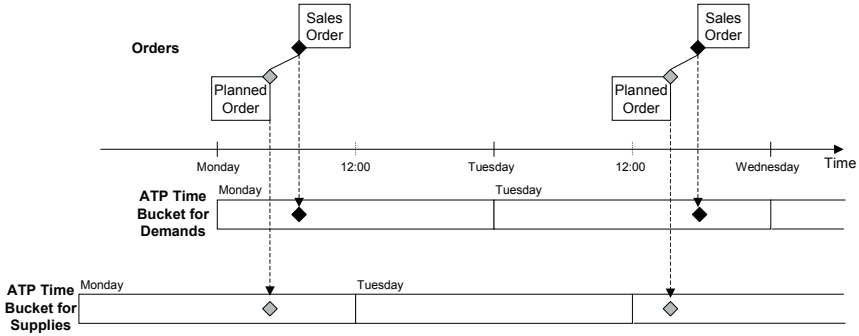 Sales
Order
Sales
Order
Orders
Planned
Order
Planned
Order
Monday
12:00
Tuesday
12:00
Wednesday
Time
ATP Time
Bucket for
Demands
Monday
Tuesday
ATP Time
Bucket for
Supplies
Monday
Tuesday